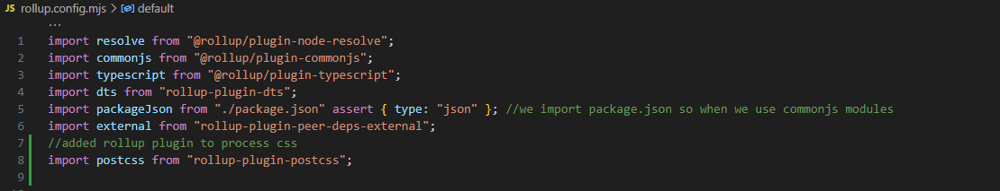 JS rollup.config.mjs > default
...
1 import resolve from "@rollup/plugin-node-resolve";
2 import commonjs from "@rollup/plugin-commonjs";
3 import typescript from "@rollup/plugin-typescript";
4 import dts from "rollup-plugin-dts";
5 import packageJson from "./package.json" assert { type: "json" }; //we import package.json so when we use commonjs modules
6 import external from "rollup-plugin-peer-deps-external";
7 //added rollup plugin to process css
8 import postcss from "rollup-plugin-postcss";
9